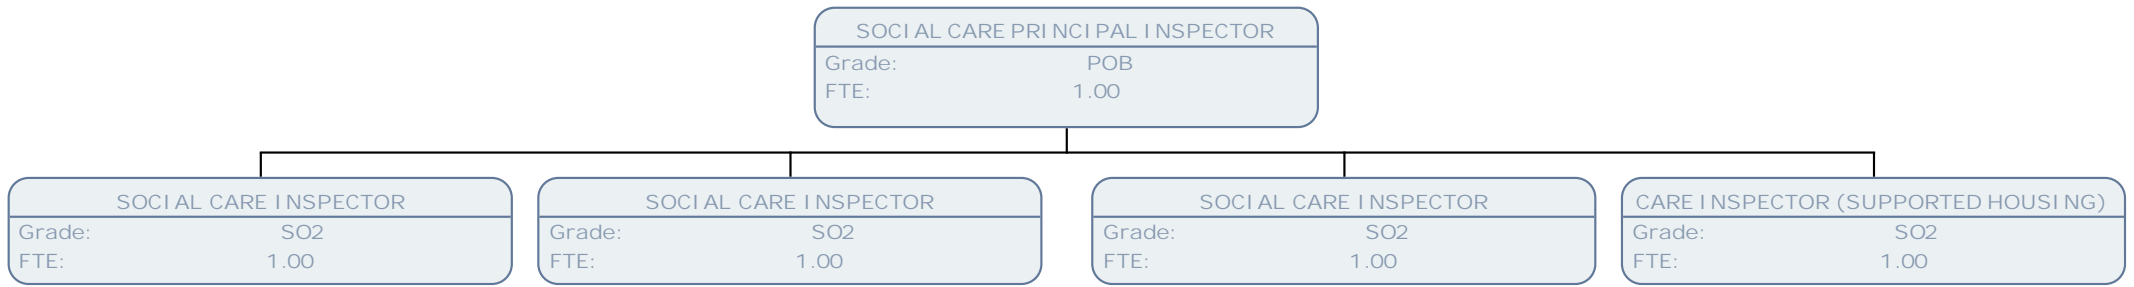 SOCIAL CARE PRINCIPAL INSPECTOR
Grade: POB
FTE: 1.00
SOCIAL CARE INSPECTOR
Grade: SO2
FTE: 1.00
SOCIAL CARE INSPECTOR
Grade: SO2
FTE: 1.00
SOCIAL CARE INSPECTOR
Grade: SO2
FTE: 1.00
CARE INSPECTOR (SUPPORTED HOUSING)
Grade: SO2
FTE: 1.00